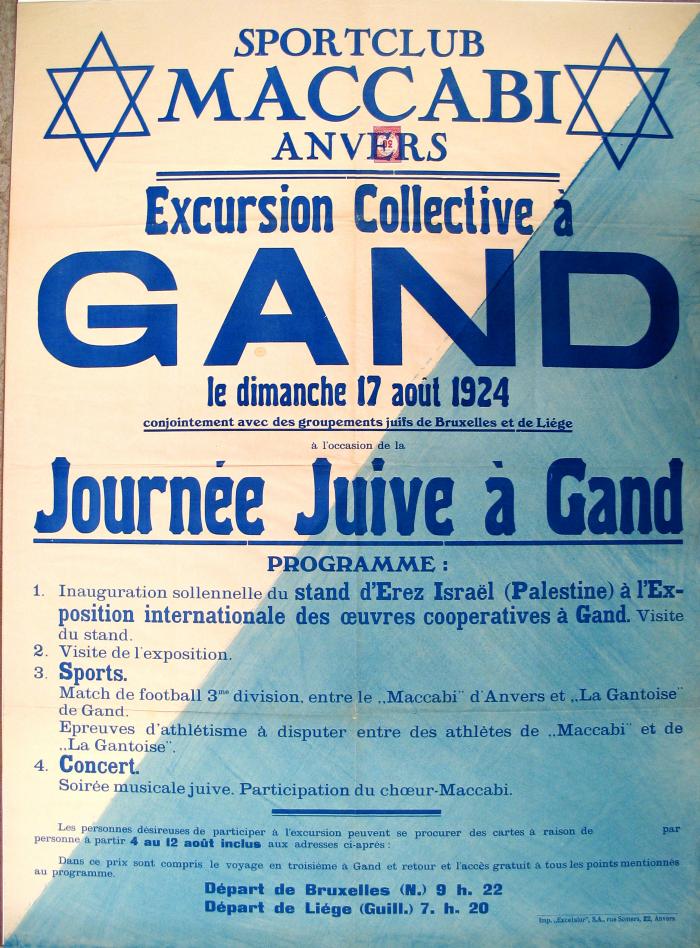 SPORTCLUB
MACCABI
ANVERS
Excursion Collective à
GAND
le dimanche 17 août 1924
conjointement avec des groupements juifs de Bruxelles et de Liége
à l'occasion de la
Journée Juive à Gand
PROGRAMME :
1. Inauguration sollennelle du stand d'Erez Israël (Palestine) à l'Ex-
position internationale des œuvres cooperatives à Gand. Visite
du stand.
2. Visite de l'exposition.
3. Sports.
Match de football 3me division, entre le „Maccabi" d'Anvers et „La Gantoise"
de Gand.
Epreuves d'athlétisme à disputer entre des athlètes de „Maccabi" et de
„La Gantoise".
4. Concert.
Soirée musicale juive. Participation du chœur-Maccabi.
Les personnes désireuses de participer à l'excursion peuvent se procurer des cartes à raison de par
personne à partir 4 au 12 août inclus aux adresses ci-après :
Dans ce prix sont compris le voyage en troisième à Gand et retour et l'accès gratuit à tous les points mentionnés
au programme.
Départ de Bruxelles (N.) 9 h. 22
Départ de Liége (Guill.) 7. h. 20
Imp. „Excelsior", S.A., rue Somers, 22, Anvers